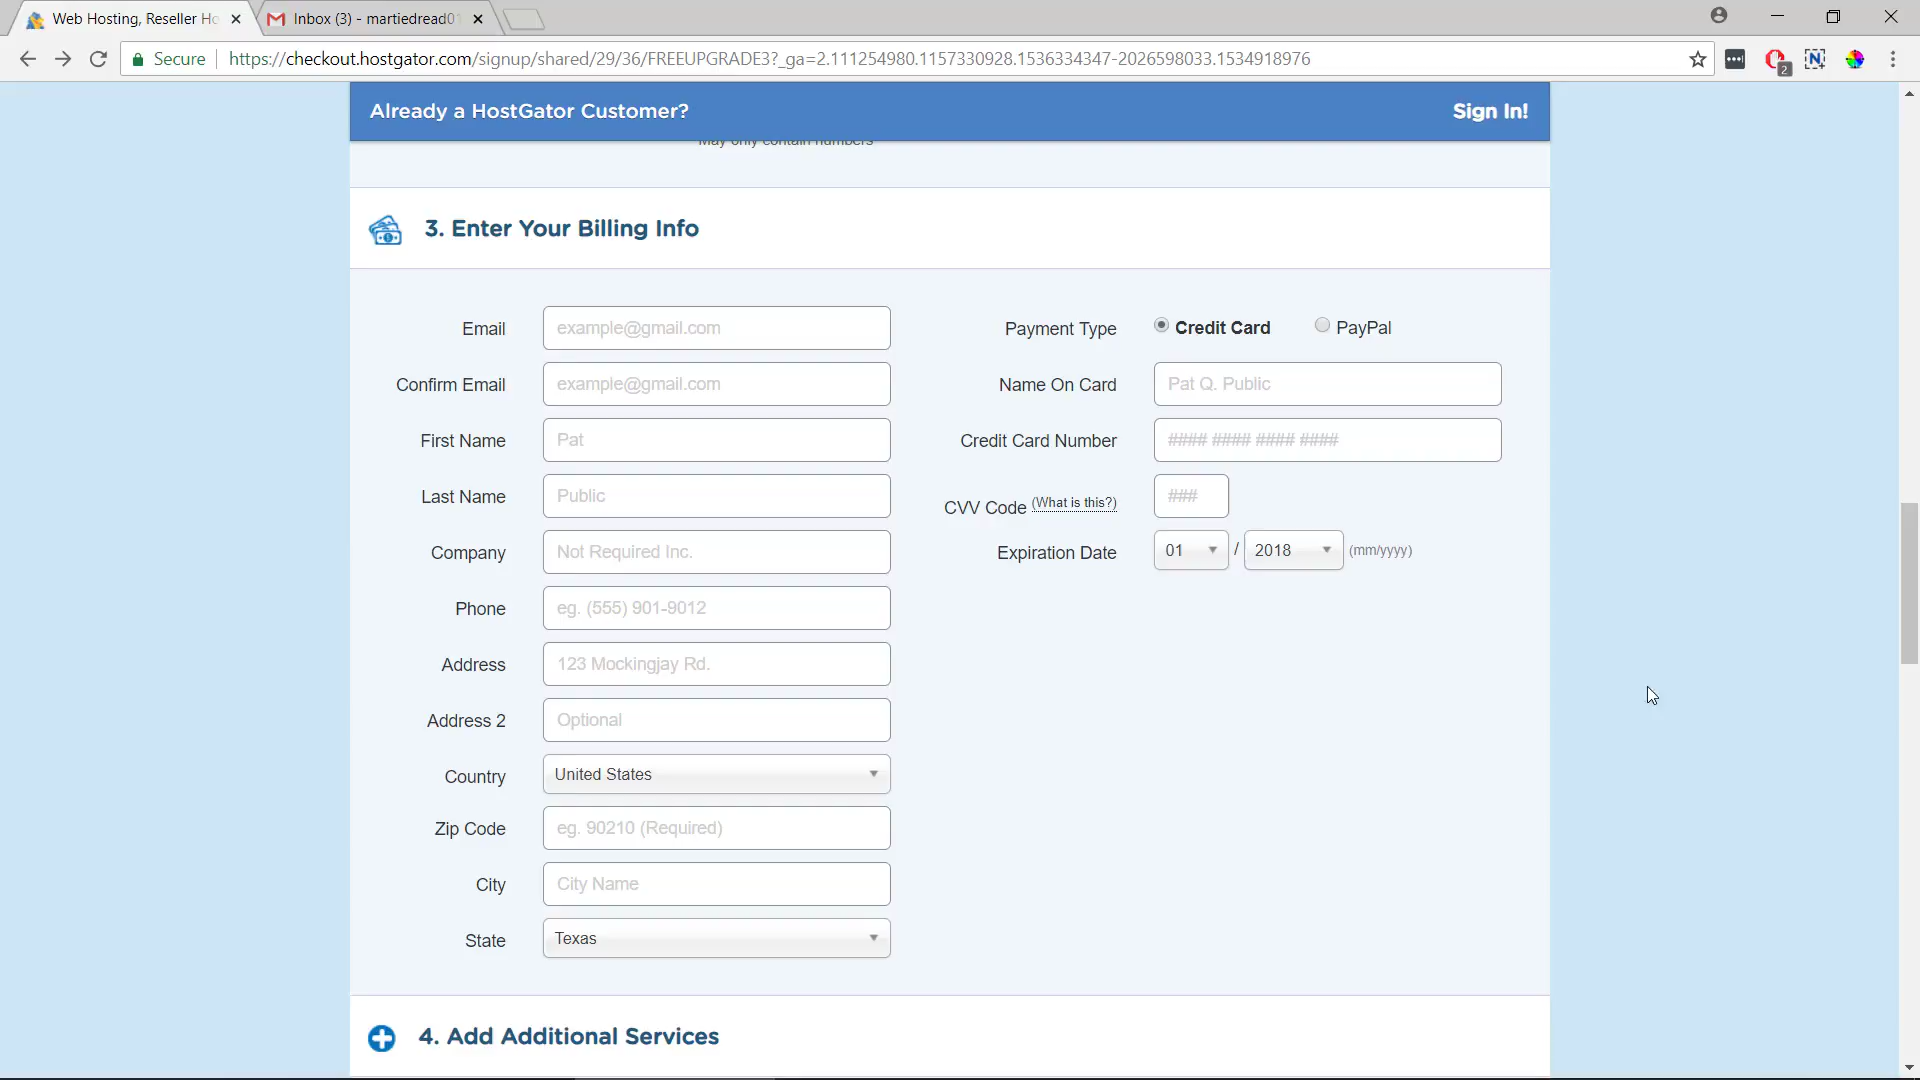 Web Hosting, Reseller Ho
Inbox (3) - martiedread0
Secure
https://checkout.hostgator.com/signup/shared/29/36/FREEUPGRADE3?_ga=2.111254980.1157330928.1536334347-2026598033.1534918976
2
Already a HostGator Customer?
Sign In!
May only contain numbers
3. Enter Your Billing Info
Email
example@gmail.com
Confirm Email
example@gmail.com
First Name
Pat
Last Name
Public
Company
Not Required Inc.
Phone
eg. (555) 901-9012
Address
123 Mockingjay Rd.
Address 2
Optional
Country
United States
Zip Code
eg. 90210 (Required)
City
City Name
State
Texas
Payment Type
Credit Card
PayPal
Name On Card
Pat Q. Public
Credit Card Number
#### #### #### ####
CVV Code (What is this?)
###
Expiration Date
01 / 2018 (mm/yyyy)
4. Add Additional Services